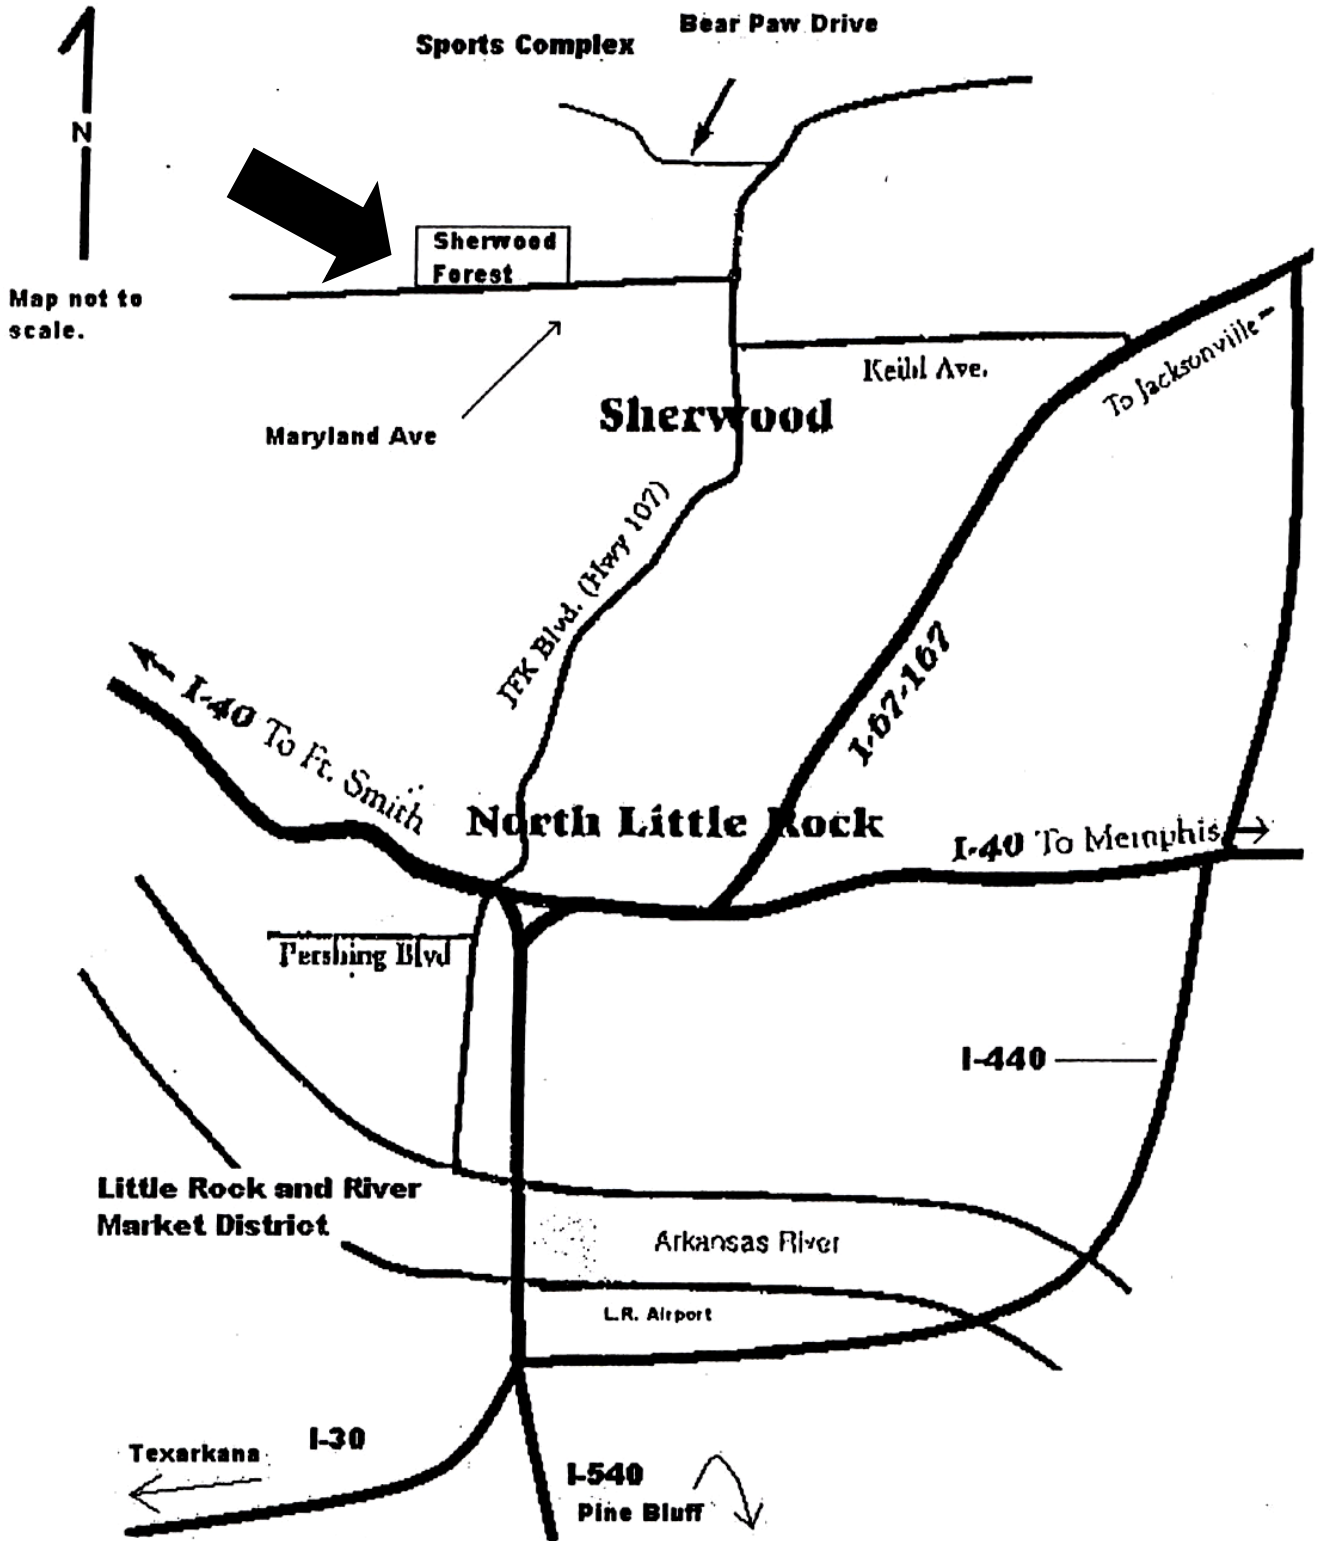 Bear Paw Drive
Sports Complex
N
Sherwood
Forest
Map not to
scale.
Keihl Ave.
To Jacksonville
Sherwood
Maryland Ave
JFK Blvd. (Hwy 107)
I-67-167
I-40 To Ft. Smith
North Little Rock
I-40 To Memphis
Pershing Blvd
I-440
Little Rock and River
Market District
Arkansas River
L.R. Airport
I-30
Texarkana
I-540
Pine Bluff